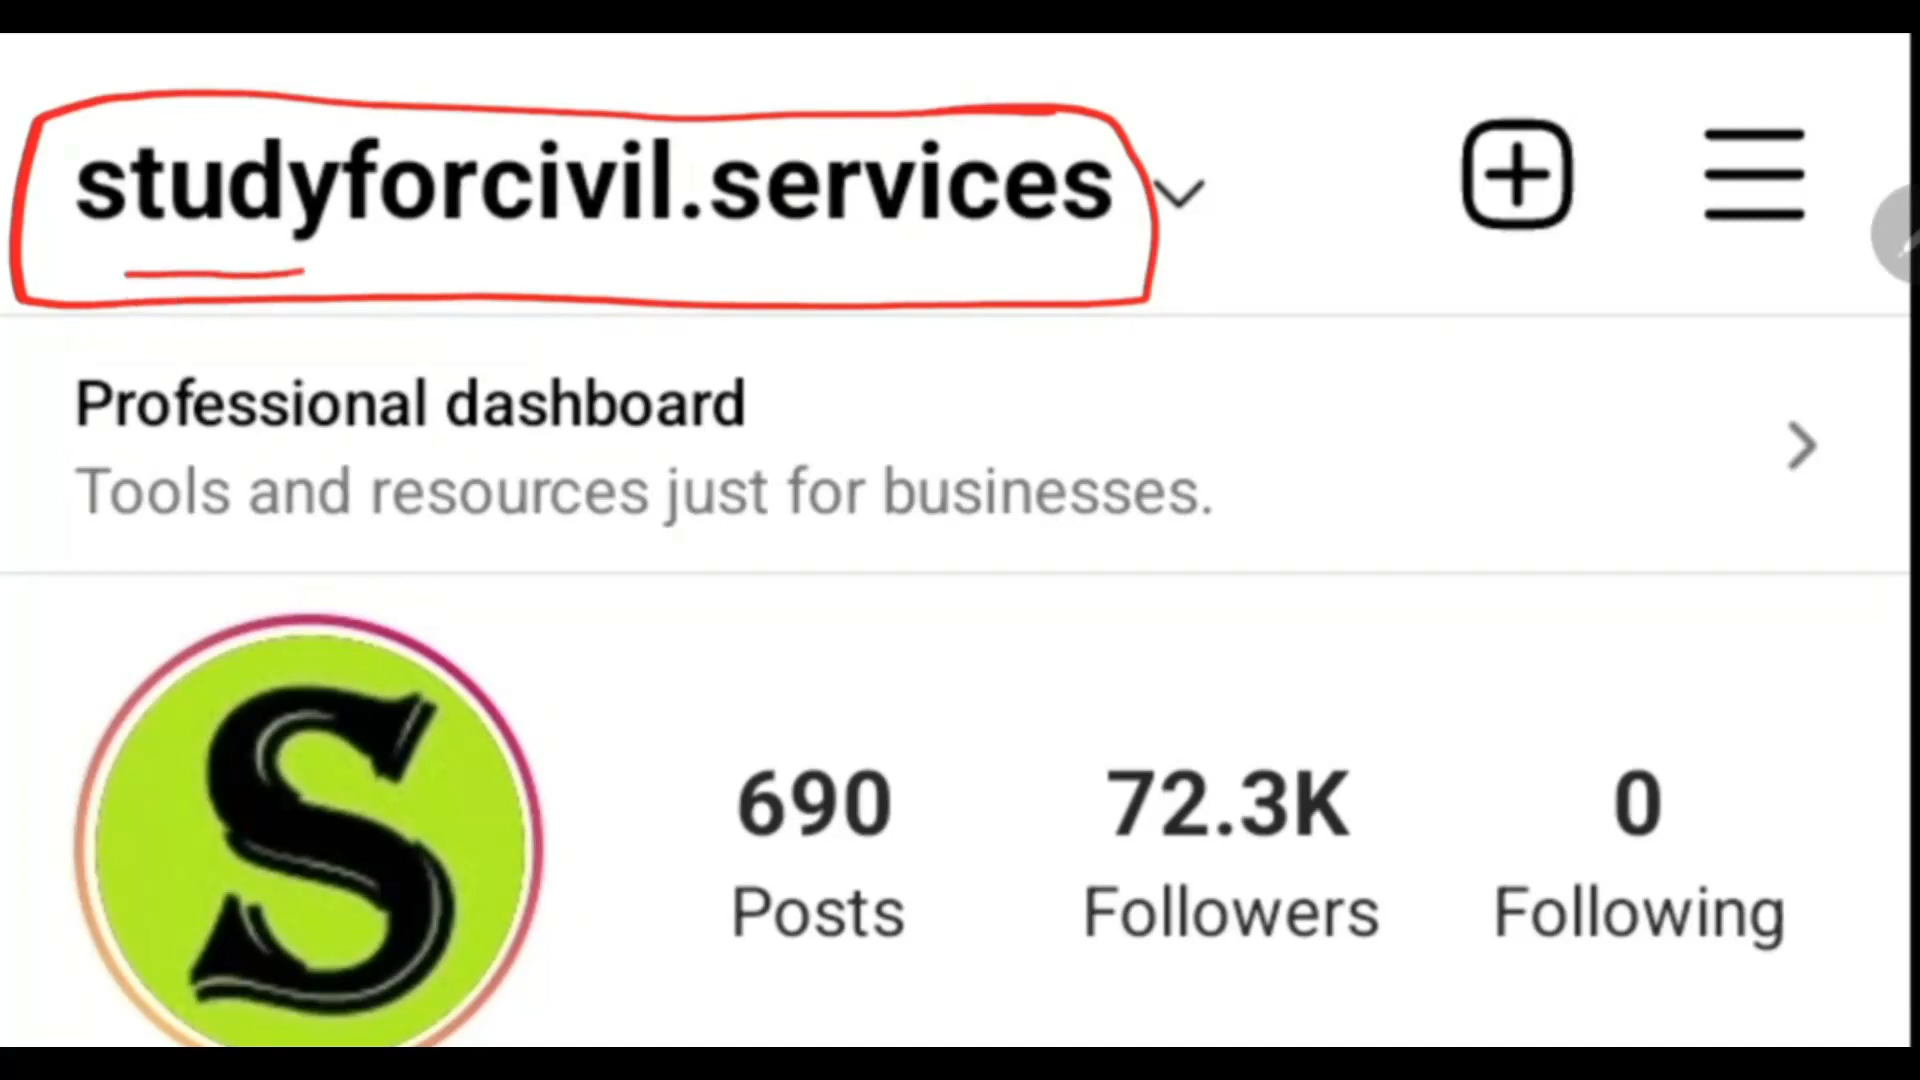 studyforcivil.services
Professional dashboard
Tools and resources just for businesses.
S
690 72.3K 0
Posts Followers Following